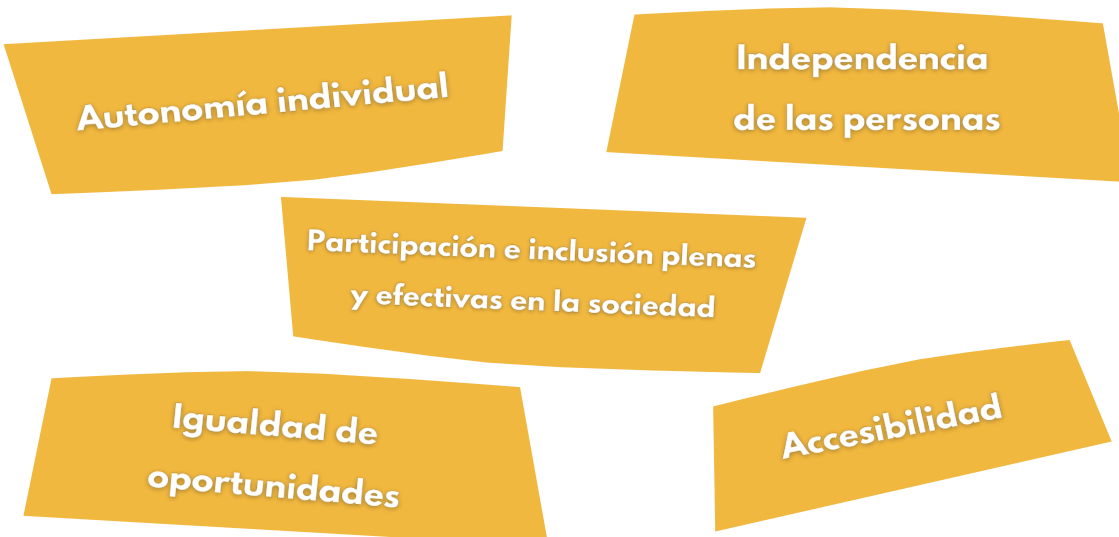 Autonomía individual
Independencia
de las personas
Participación e inclusión plenas
y efectivas en la sociedad
Igualdad de
oportunidades
Accesibilidad